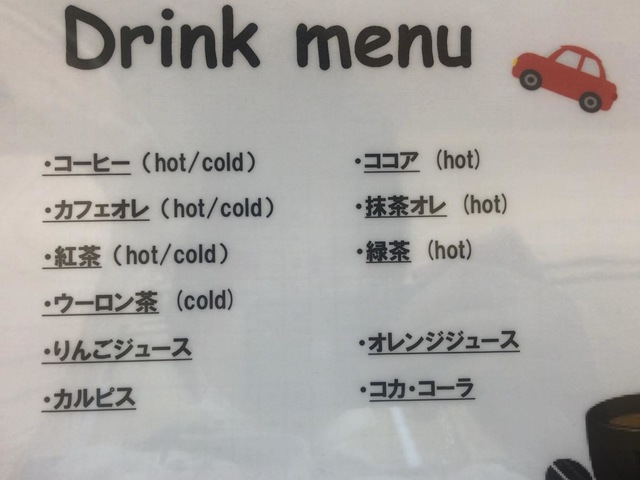 Drink menu
・コーヒー（hot/cold）
・カフェオレ（hot/cold）
・紅茶（hot/cold）
・ウーロン茶 (cold)
・りんごジュース
・カルピス
・ココア (hot)
・抹茶オレ (hot)
・緑茶 (hot)
・オレンジジュース
・コカ・コーラ